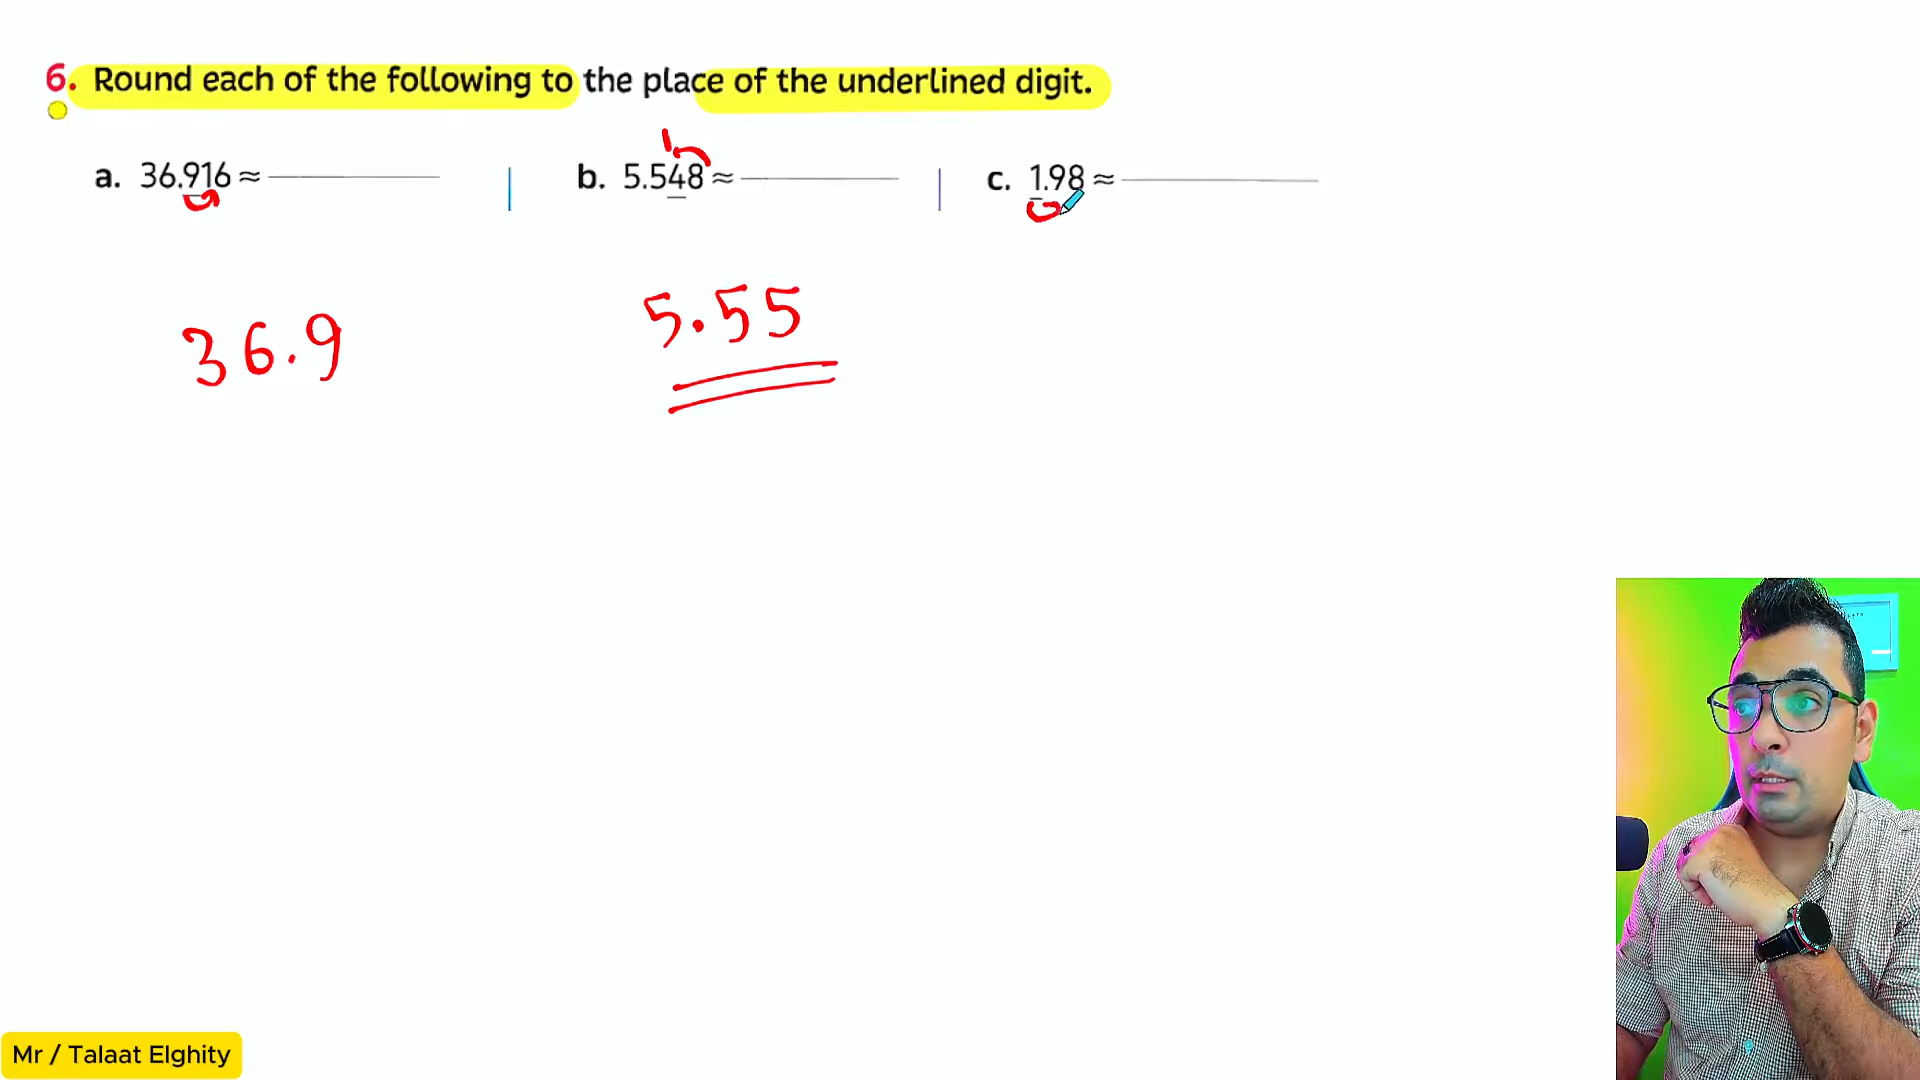 6. Round each of the following to the place of the underlined digit.
a. 36.916 ≈
b. 5.548 ≈
c. 1.98 ≈
1
36.9
5.55
Mr / Talaat Elghity